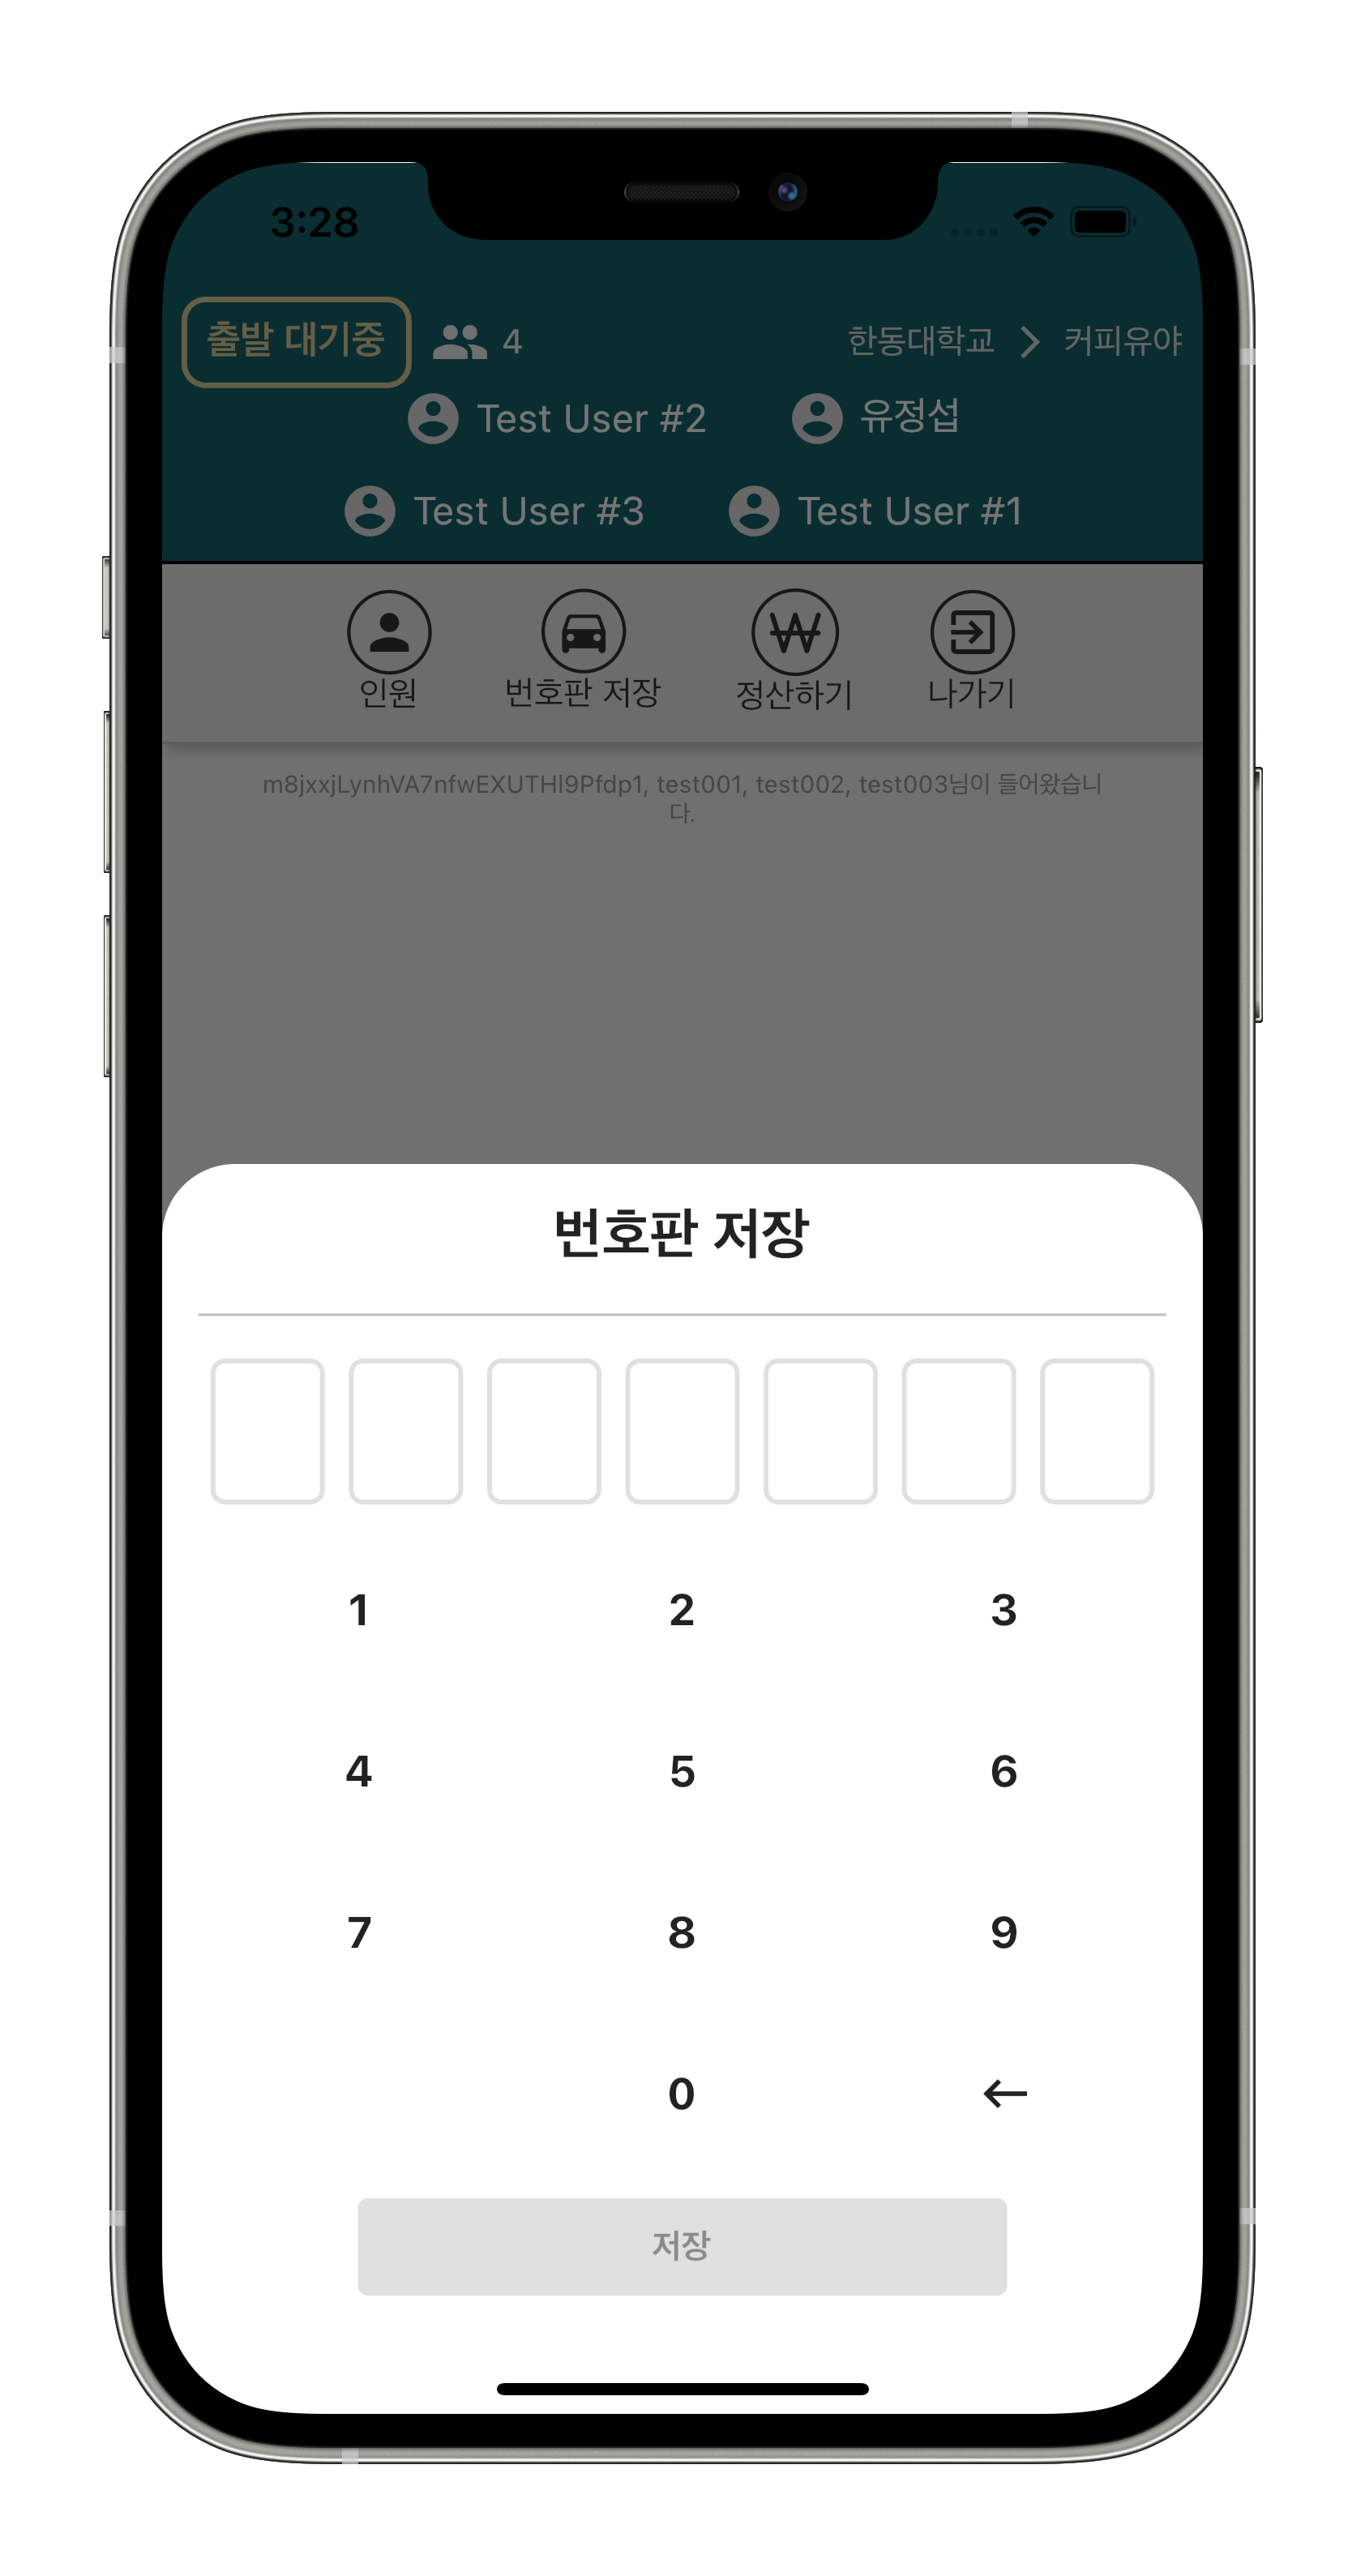 3:28
출발 대기중 4 한동대학교 > 커피유야
Test User #2 유정섭
Test User #3 Test User #1
인원 번호판 저장 정산하기 나가기
m8jxxjLynhVA7nfwEXUTHl9Pfdp1, test001, test002, test003님이 들어왔습니
다.
번호판 저장
1 2 3
4 5 6
7 8 9
0 ←
저장